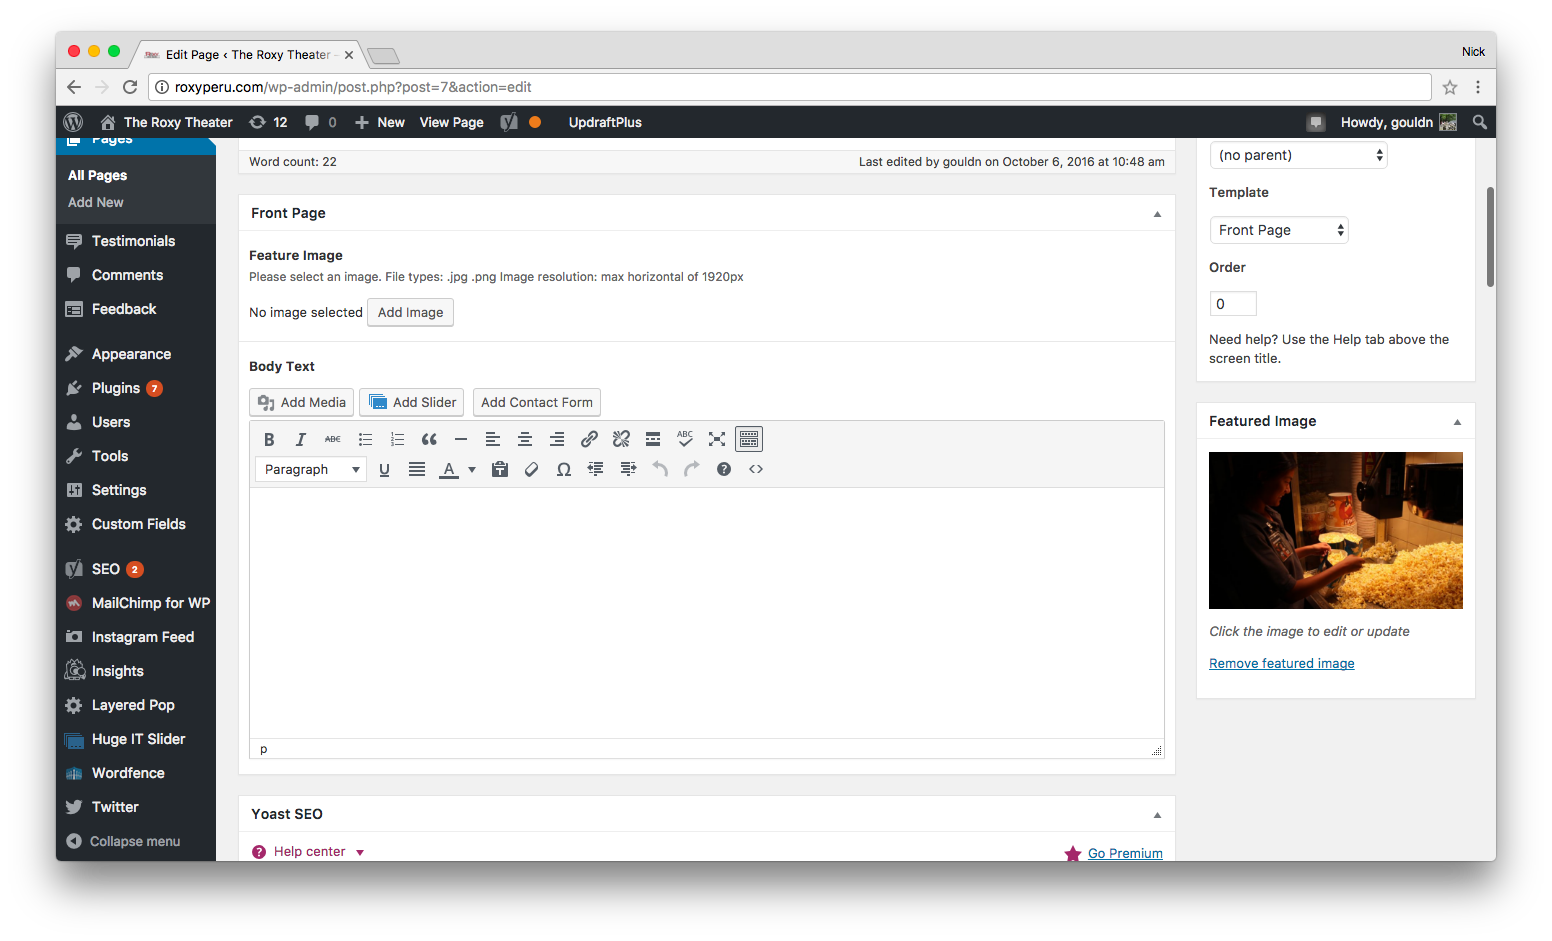 Edit Page ‹ The Roxy Theater -
Nick
roxyperu.com/wp-admin/post.php?post=7&action=edit
The Roxy Theater 12 0 New View Page UpdraftPlus Howdy, gouldn
Pages
All Pages
Add New
Testimonials
Comments
Feedback
Appearance
Plugins 7
Users
Tools
Settings
Custom Fields
SEO 2
MailChimp for WP
Instagram Feed
Insights
Layered Pop
Huge IT Slider
Wordfence
Twitter
Collapse menu
Word count: 22 Last edited by gouldn on October 6, 2016 at 10:48 am
Front Page
Feature Image
Please select an image. File types: .jpg .png Image resolution: max horizontal of 1920px
No image selected Add Image
Body Text
Add Media Add Slider Add Contact Form
B I ABC ABC
Paragraph U A Ω
p
Yoast SEO
Help center Go Premium
(no parent)
Template
Front Page
Order
0
Need help? Use the Help tab above the
screen title.
Featured Image
Click the image to edit or update
Remove featured image